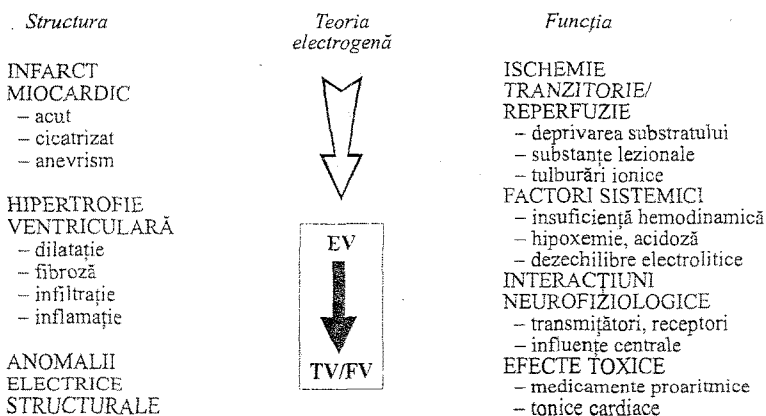 Structura
INFARCT
MIOCARDIC
– acut
– cicatrizat
– anevrism
HIPERTROFIE
VENTRICULARĂ
– dilatație
– fibroză
– infiltrație
– inflamație
ANOMALII
ELECTRICE
STRUCTURALE
Teoria
electrogenă
EV
TV/FV
Funcția
ISCHEMIE
TRANZITORIE/
REPERFUZIE
– deprivarea substratului
– substanțe lezionale
– tulburări ionice
FACTORI SISTEMICI
– insuficiență hemodinamică
– hipoxemie, acidoză
– dezechilibre electrolitice
INTERACȚIUNI
NEUROFIZIOLOGICE
– transmițători, receptori
– influențe centrale
EFECTE TOXICE
– medicamente proaritmice
– tonice cardiace